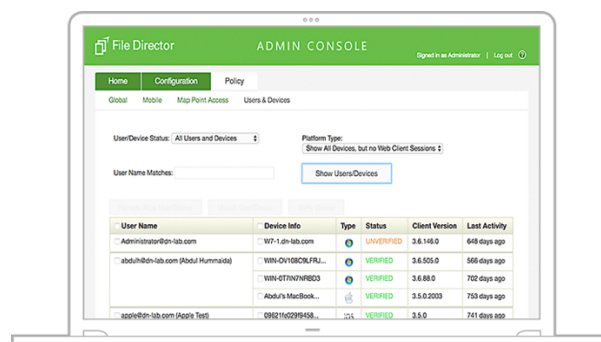 File Director
ADMIN CONSOLE
Signed in as Administrator | Log out ?
Home Configuration Policy
Global Mobile Map Point Access Users & Devices
User/Device Status: All Users and Devices
Platform Type:
Show All Devices, but no Web Client Sessions
User Name Matches:
Show Users/Devices
User Name Device Info Type Status Client Version Last Activity
Administrator@dn-lab.com W7-1.dn-lab.com UNVERIFIED 3.6.146.0 648 days ago
abdulh@dn-lab.com (Abdul Hummaida) WIN-OV108C9LFRJ... VERIFIED 3.6.505.0 566 days ago
WIN-0T7IN7NRBD3 VERIFIED 3.6.88.0 702 days ago
Abdul's MacBook... VERIFIED 3.5.0.2003 753 days ago
appleh@dn-lab.com (Apple Test) 09621fe029f9458... iOS VERIFIED 3.5.0 741 days ago